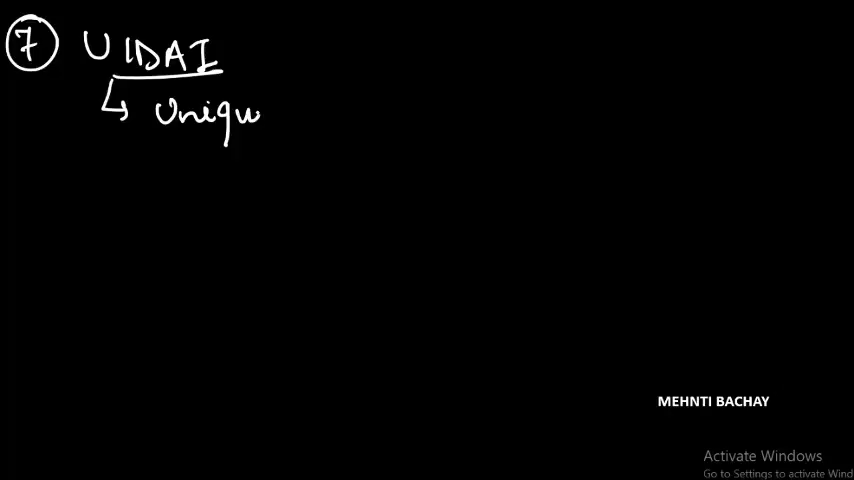 7 UIDAI
↳ Uniqu
MEHNTI BACHAY
Activate Windows
Go to Settings to activate Wind